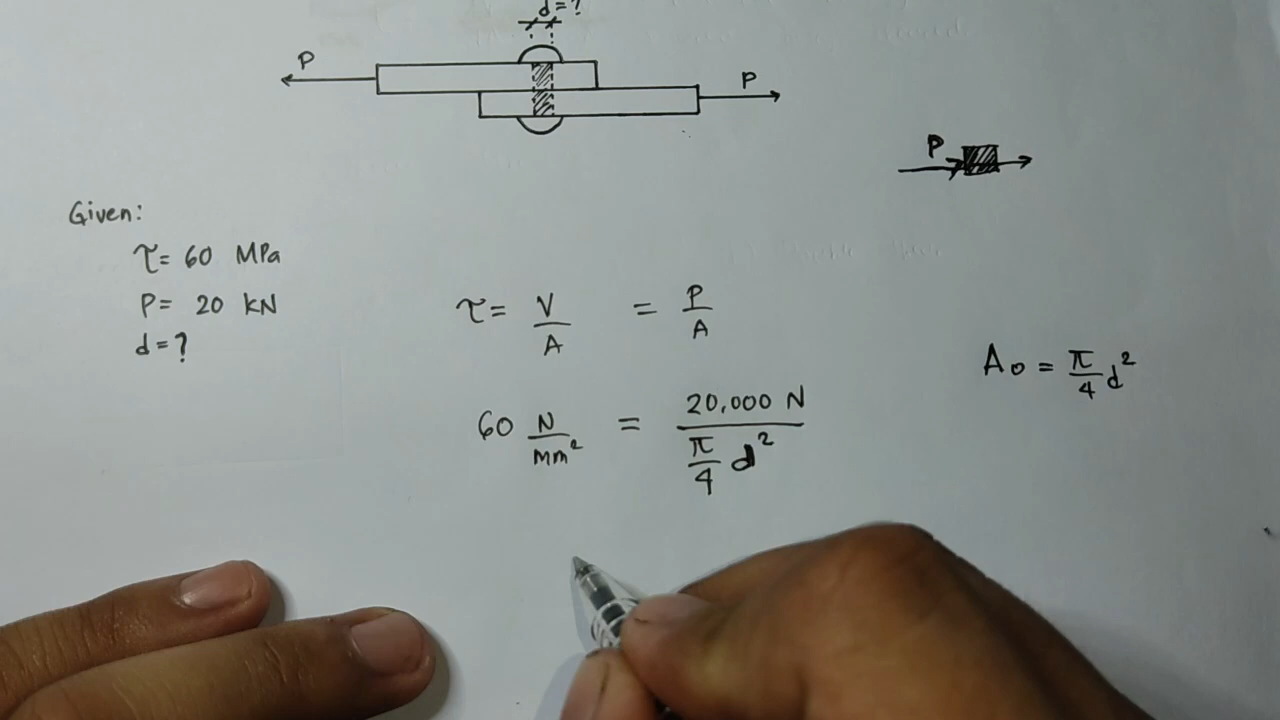 d=?
P
P
P
Given:
τ= 60 MPa
P= 20 kN
d=?
τ= V/A = P/A
A₀ = π/4 d²
60 N/mm² = 20,000 N / π/4 d²